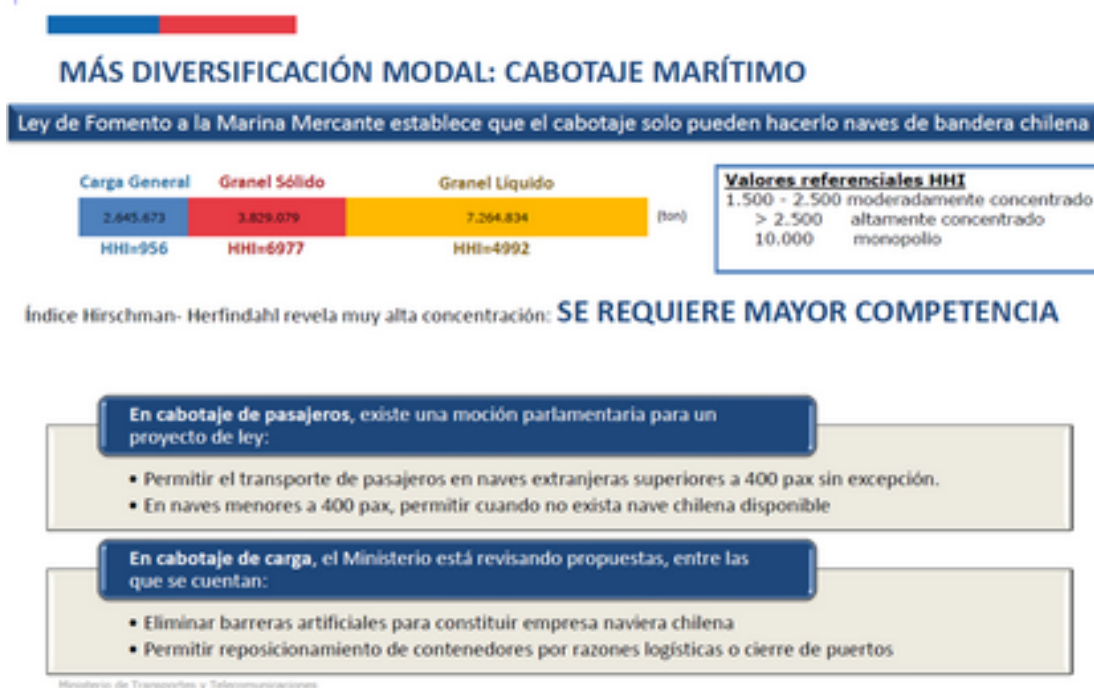 MÁS DIVERSIFICACIÓN MODAL: CABOTAJE MARÍTIMO
Ley de Fomento a la Marina Mercante establece que el cabotaje solo pueden hacerlo naves de bandera chilena
Carga General Granel Sólido Granel Líquido
2.645.673 3.829.079 7.264.834 (ton)
HHI=956 HHI=6977 HHI=4992
Valores referenciales HHI
1.500 - 2.500 moderadamente concentrado
> 2.500 altamente concentrado
10.000 monopolio
Índice Hirschman- Herfindahl revela muy alta concentración: SE REQUIERE MAYOR COMPETENCIA
En cabotaje de pasajeros, existe una moción parlamentaria para un
proyecto de ley:
• Permitir el transporte de pasajeros en naves extranjeras superiores a 400 pax sin excepción.
• En naves menores a 400 pax, permitir cuando no exista nave chilena disponible
En cabotaje de carga, el Ministerio está revisando propuestas, entre las
que se cuentan:
• Eliminar barreras artificiales para constituir empresa naviera chilena
• Permitir reposicionamiento de contenedores por razones logísticas o cierre de puertos
Ministerio de Transportes y Telecomunicaciones